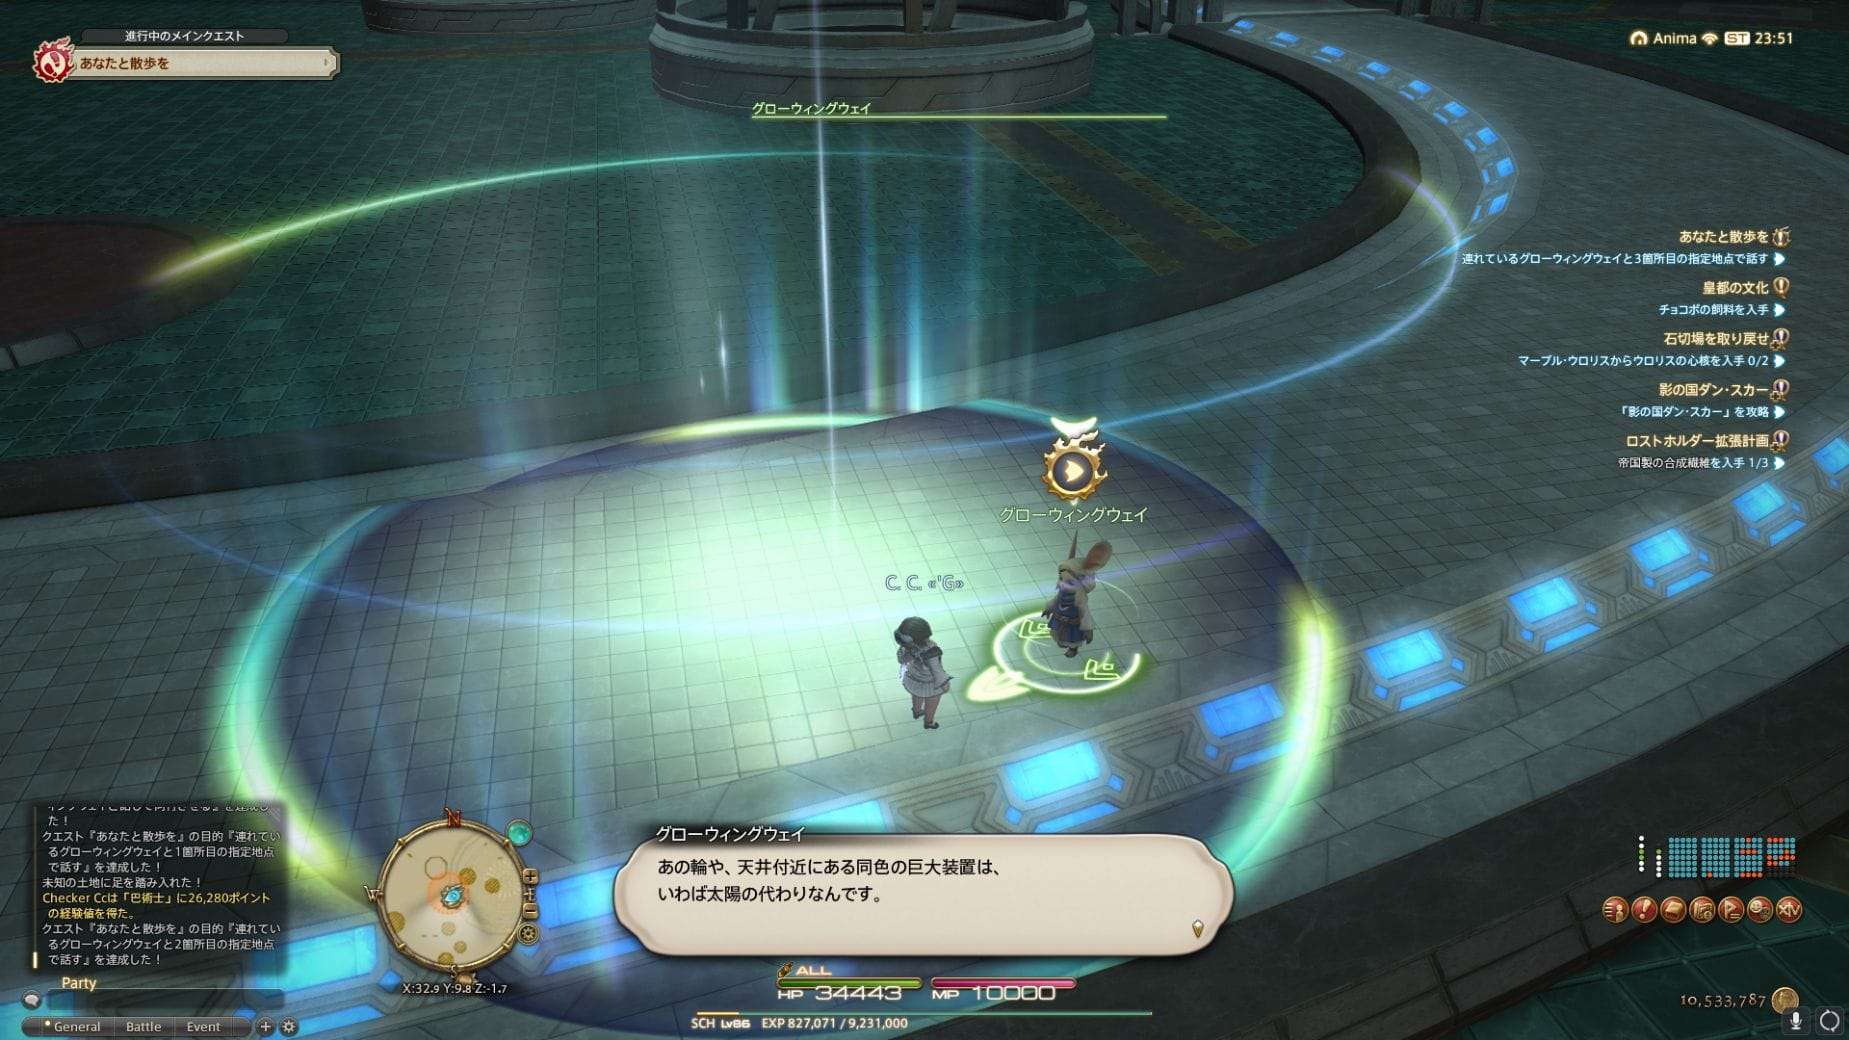 進行中のメインクエスト
あなたと散歩を
Anima ST 23:51
グローウィングウェイ
あなたと散歩を
連れているグローウィングウェイと3箇所目の指定地点で話す
皇都の文化
チョコボの飼料を入手
石切場を取り戻せ
マーブル・ウロリスからウロリスの心核を入手 0/2
影の国ダン・スカー
「影の国ダン・スカー」を攻略
ロストホルダー拡張計画
帝国製の合成繊維を入手 1/3
グローウィングウェイ
C. C. «'G»
た！
クエスト『あなたと散歩を』の目的『連れてい
るグローウィングウェイと1箇所目の指定地点
で話す』を達成した！
未知の土地に足を踏み入れた！
Checker Ccは「巴術士」に26,280ポイント
の経験値を得た。
クエスト『あなたと散歩を』の目的『連れてい
るグローウィングウェイと2箇所目の指定地点
で話す』を達成した！
Party
General Battle Event
N
W
X:32.9 Y:9.8 Z:-1.7
グローウィングウェイ
あの輪や、天井付近にある同色の巨大装置は、
いわば太陽の代わりなんです。
ALL
HP 34443 MP 10000
SCH Lv86 EXP 827,071 / 9,231,000
XIV
10,533,787